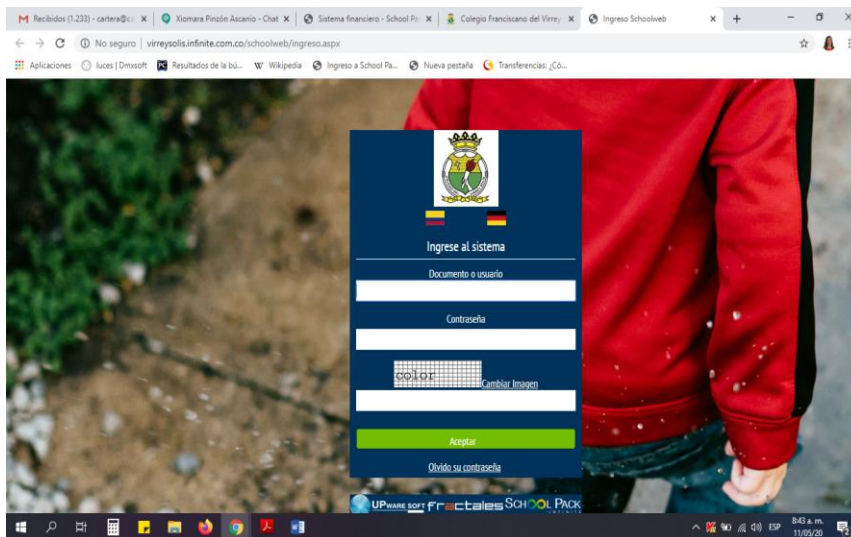 Recibidos (1.233) - cartera@c
Xiomara Pinzón Ascanio - Chat
Sistema financiero - School Pa
Colegio Franciscano del Virrey
Ingreso Schoolweb
No seguro | virreysolis.infinite.com.co/schoolweb/ingreso.aspx
Aplicaciones
luces | Dmxsoft
Resultados de la bú...
Wikipedia
Ingreso a School Pa...
Nueva pestaña
Transferencias: ¿Có...
Ingrese al sistema
Documento o usuario
Contraseña
color
Cambiar Imagen
Aceptar
Olvido su contraseña
UPWARE SOFT Fractales SCHOOL PACK
INFINITE
ESP
8:43 a. m.
11/05/20